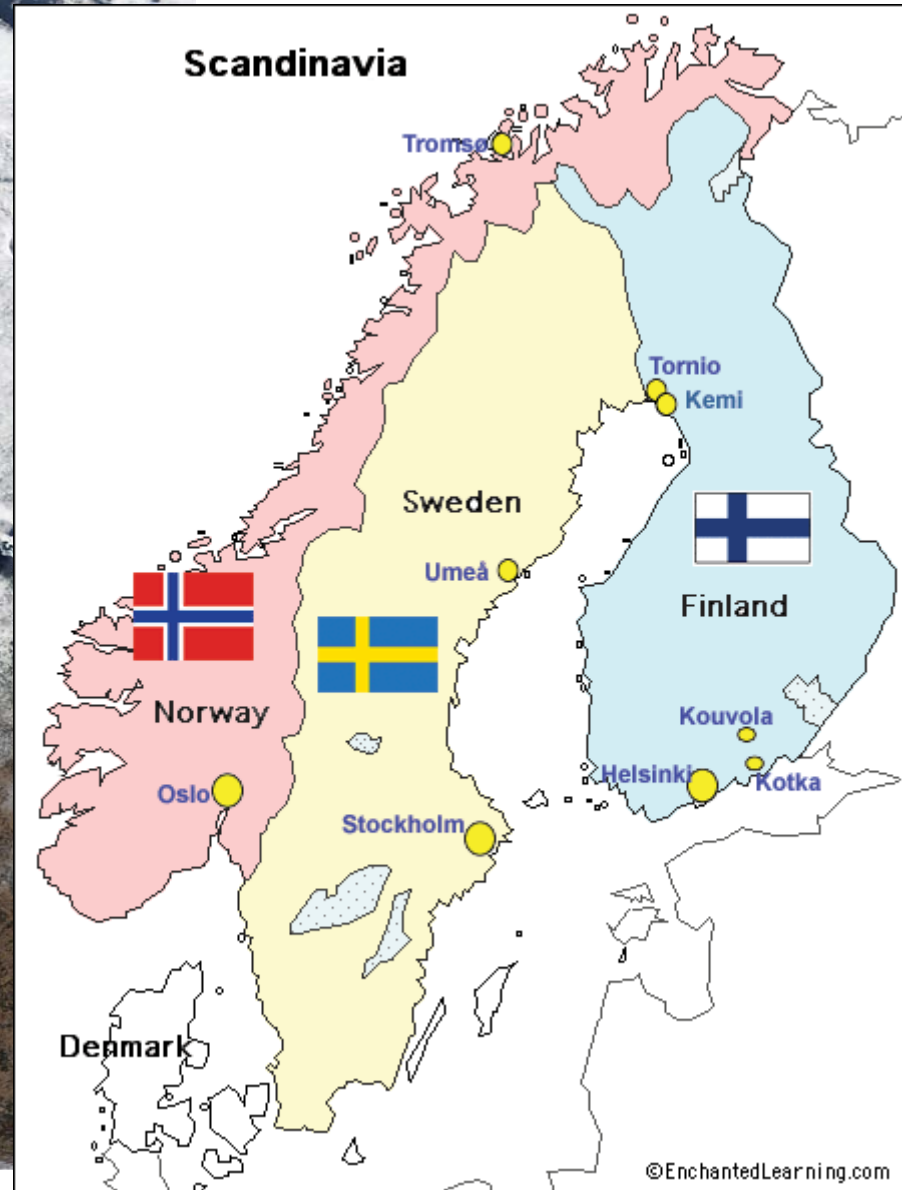 Scandinavia
Tromsø
Tornio
Kemi
Sweden
Umeå
Finland
Norway
Kouvola
Helsinki
Kotka
Oslo
Stockholm
Denmark
©EnchantedLearning.com